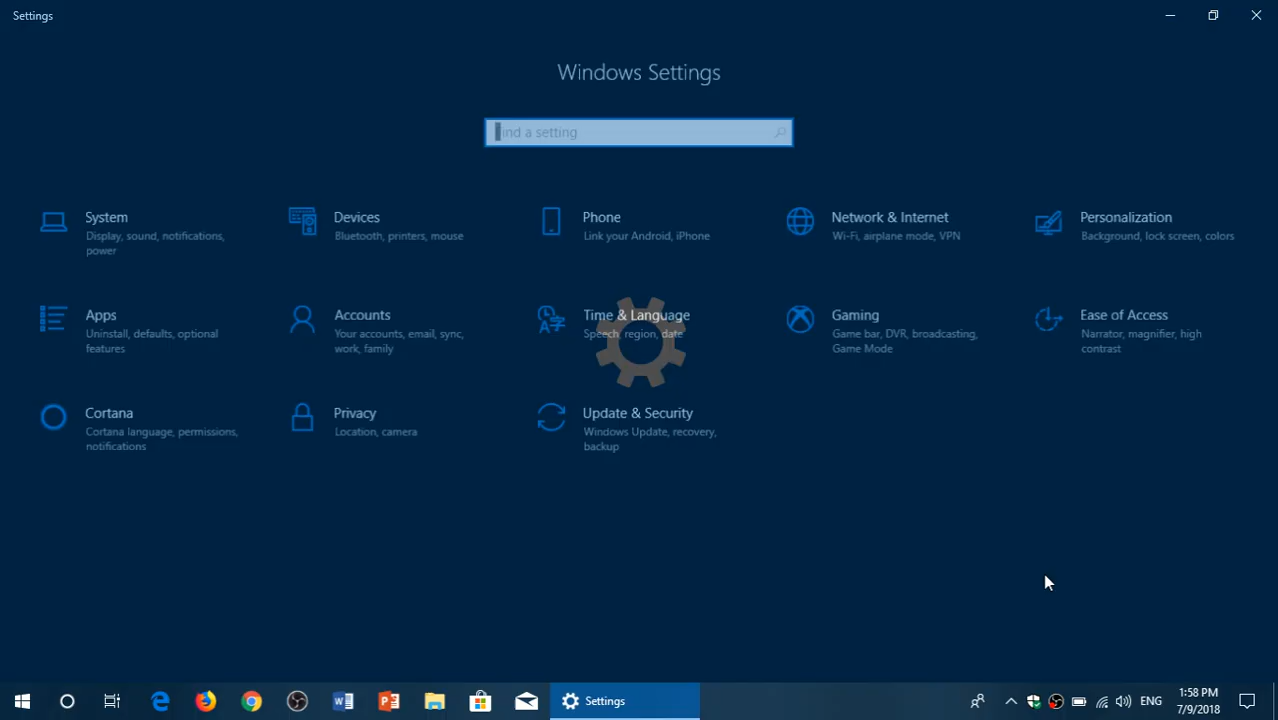 Settings
Windows Settings
Find a setting
System
Display, sound, notifications,
power
Devices
Bluetooth, printers, mouse
Phone
Link your Android, iPhone
Network & Internet
Wi-Fi, airplane mode, VPN
Personalization
Background, lock screen, colors
Apps
Uninstall, defaults, optional
features
Accounts
Your accounts, email, sync,
work, family
Time & Language
Speech, region, date
Gaming
Game bar, DVR, broadcasting,
Game Mode
Ease of Access
Narrator, magnifier, high
contrast
Cortana
Cortana language, permissions,
notifications
Privacy
Location, camera
Update & Security
Windows Update, recovery,
backup
Settings
ENG
1:58 PM
7/9/2018